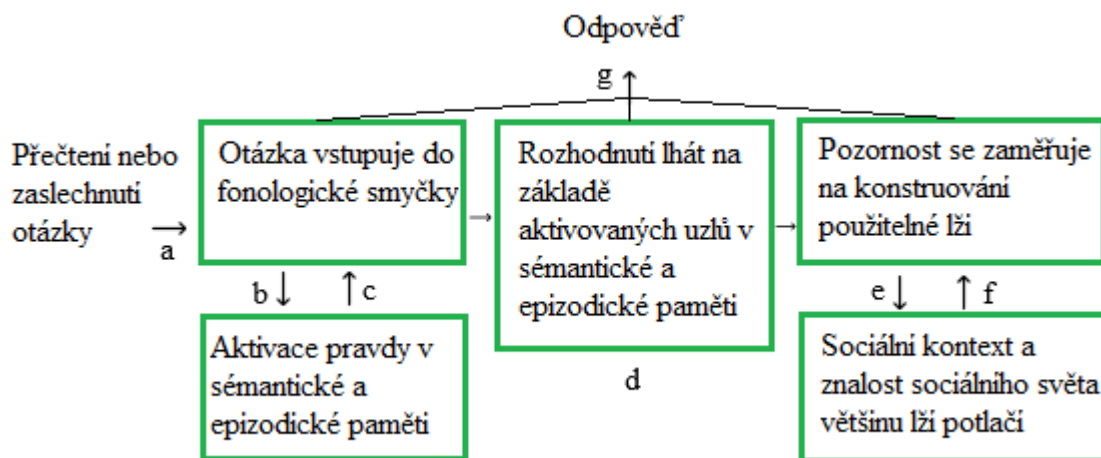 Odpověď
g
Přečtení nebo
zaslechnutí
otázky
a
Otázka vstupuje do
fonologické smyčky
b
c
Aktivace pravdy v
sémantické a
epizodické paměti
Rozhodnutí lhát na
základě
aktivovaných uzlů v
sémantické a
epizodické paměti
d
Pozornost se zaměřuje
na konstruování
použitelné lži
e
f
Sociální kontext a
znalost sociálního světa
většinu lží potlačí